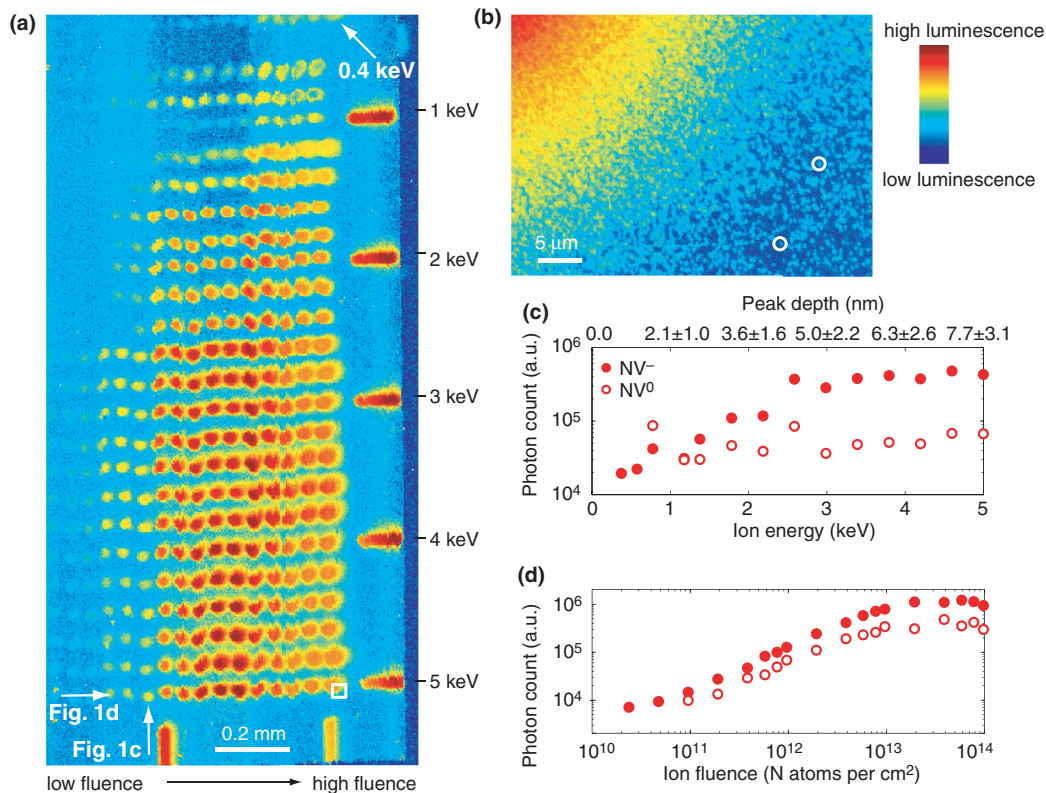 (a)
0.4 keV
1 keV
2 keV
3 keV
4 keV
5 keV
Fig. 1d
Fig. 1c
0.2 mm
low fluence
high fluence
(b)
5 μm
high luminescence
low luminescence
(c)
Peak depth (nm)
0.0 2.1±1.0 3.6±1.6 5.0±2.2 6.3±2.6 7.7±3.1
Photon count (a.u.)
10⁶
10⁵
10⁴
NV−
NV⁰
0 1 2 3 4 5
Ion energy (keV)
(d)
Photon count (a.u.)
10⁶
10⁵
10⁴
10¹⁰ 10¹¹ 10¹² 10¹³ 10¹⁴
Ion fluence (N atoms per cm²)